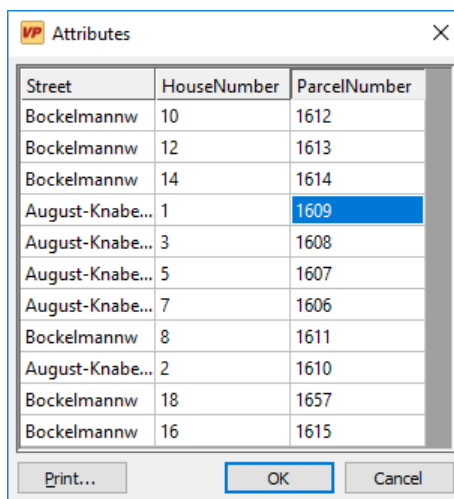 VP Attributes
Street HouseNumber ParcelNumber
Bockelmannw 10 1612
Bockelmannw 12 1613
Bockelmannw 14 1614
August-Knabe... 1 1609
August-Knabe... 3 1608
August-Knabe... 5 1607
August-Knabe... 7 1606
Bockelmannw 8 1611
August-Knabe... 2 1610
Bockelmannw 18 1657
Bockelmannw 16 1615
Print... OK Cancel